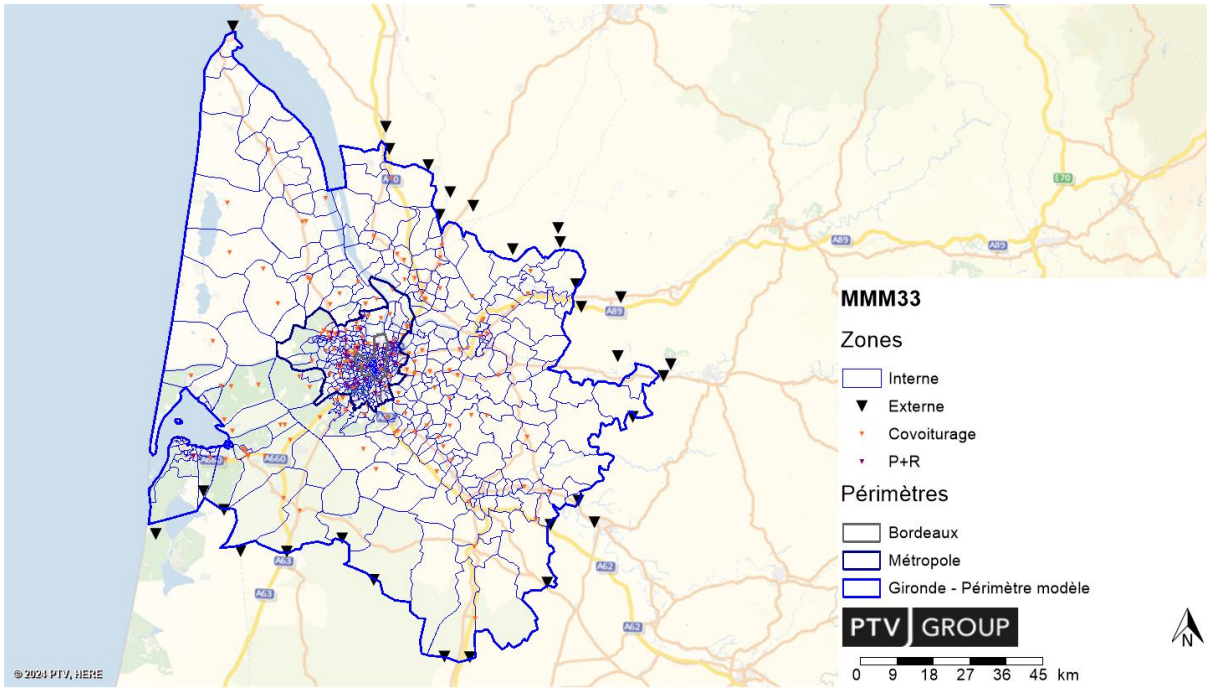 E70
A89
A89
A89
A660
A63
A63
A62
A62
MMM33
Zones
Interne
Externe
Covoiturage
P+R
Périmètres
Bordeaux
Métropole
Gironde - Périmètre modèle
PTV GROUP
N
0 9 18 27 36 45 km
© 2024 PTV, HERE